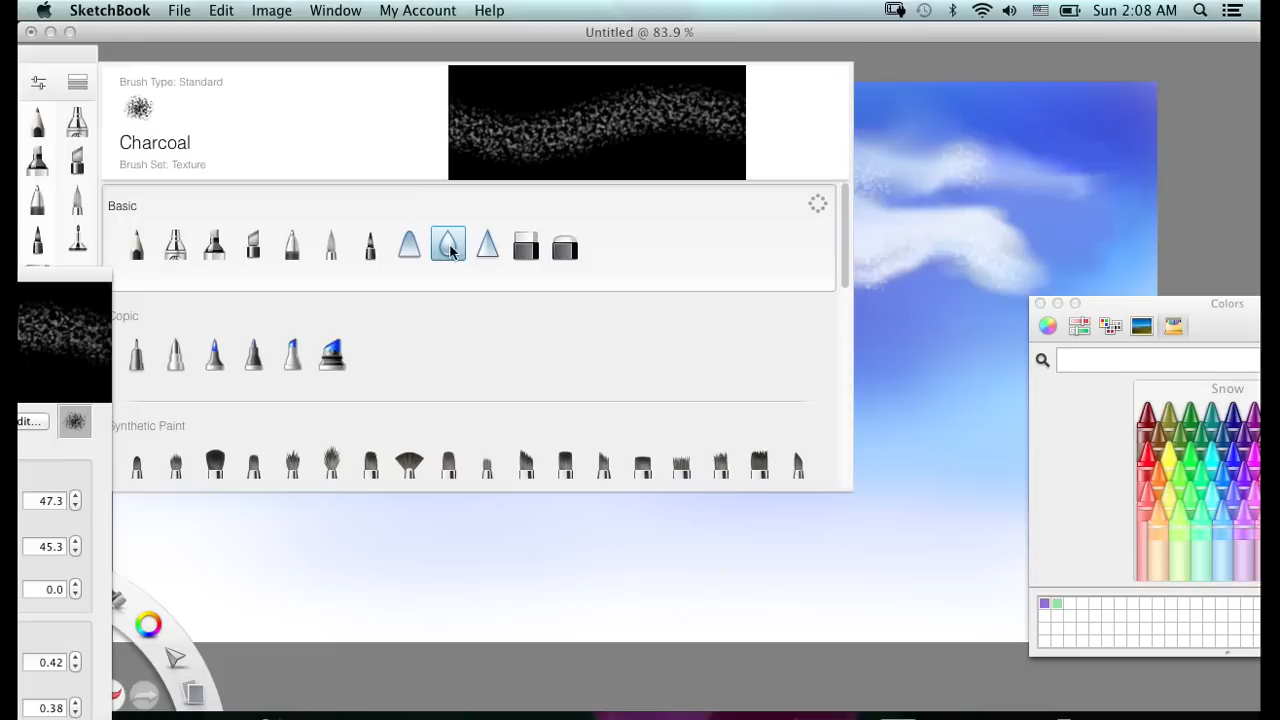 SketchBook File Edit Image Window My Account Help Sun 2:08 AM
Untitled @ 83.9 %
Brush Type: Standard
Charcoal
Brush Set: Texture
Basic
Copic
Synthetic Paint
dit...
47.3
45.3
0.0
0.42
0.38
Colors
Snow